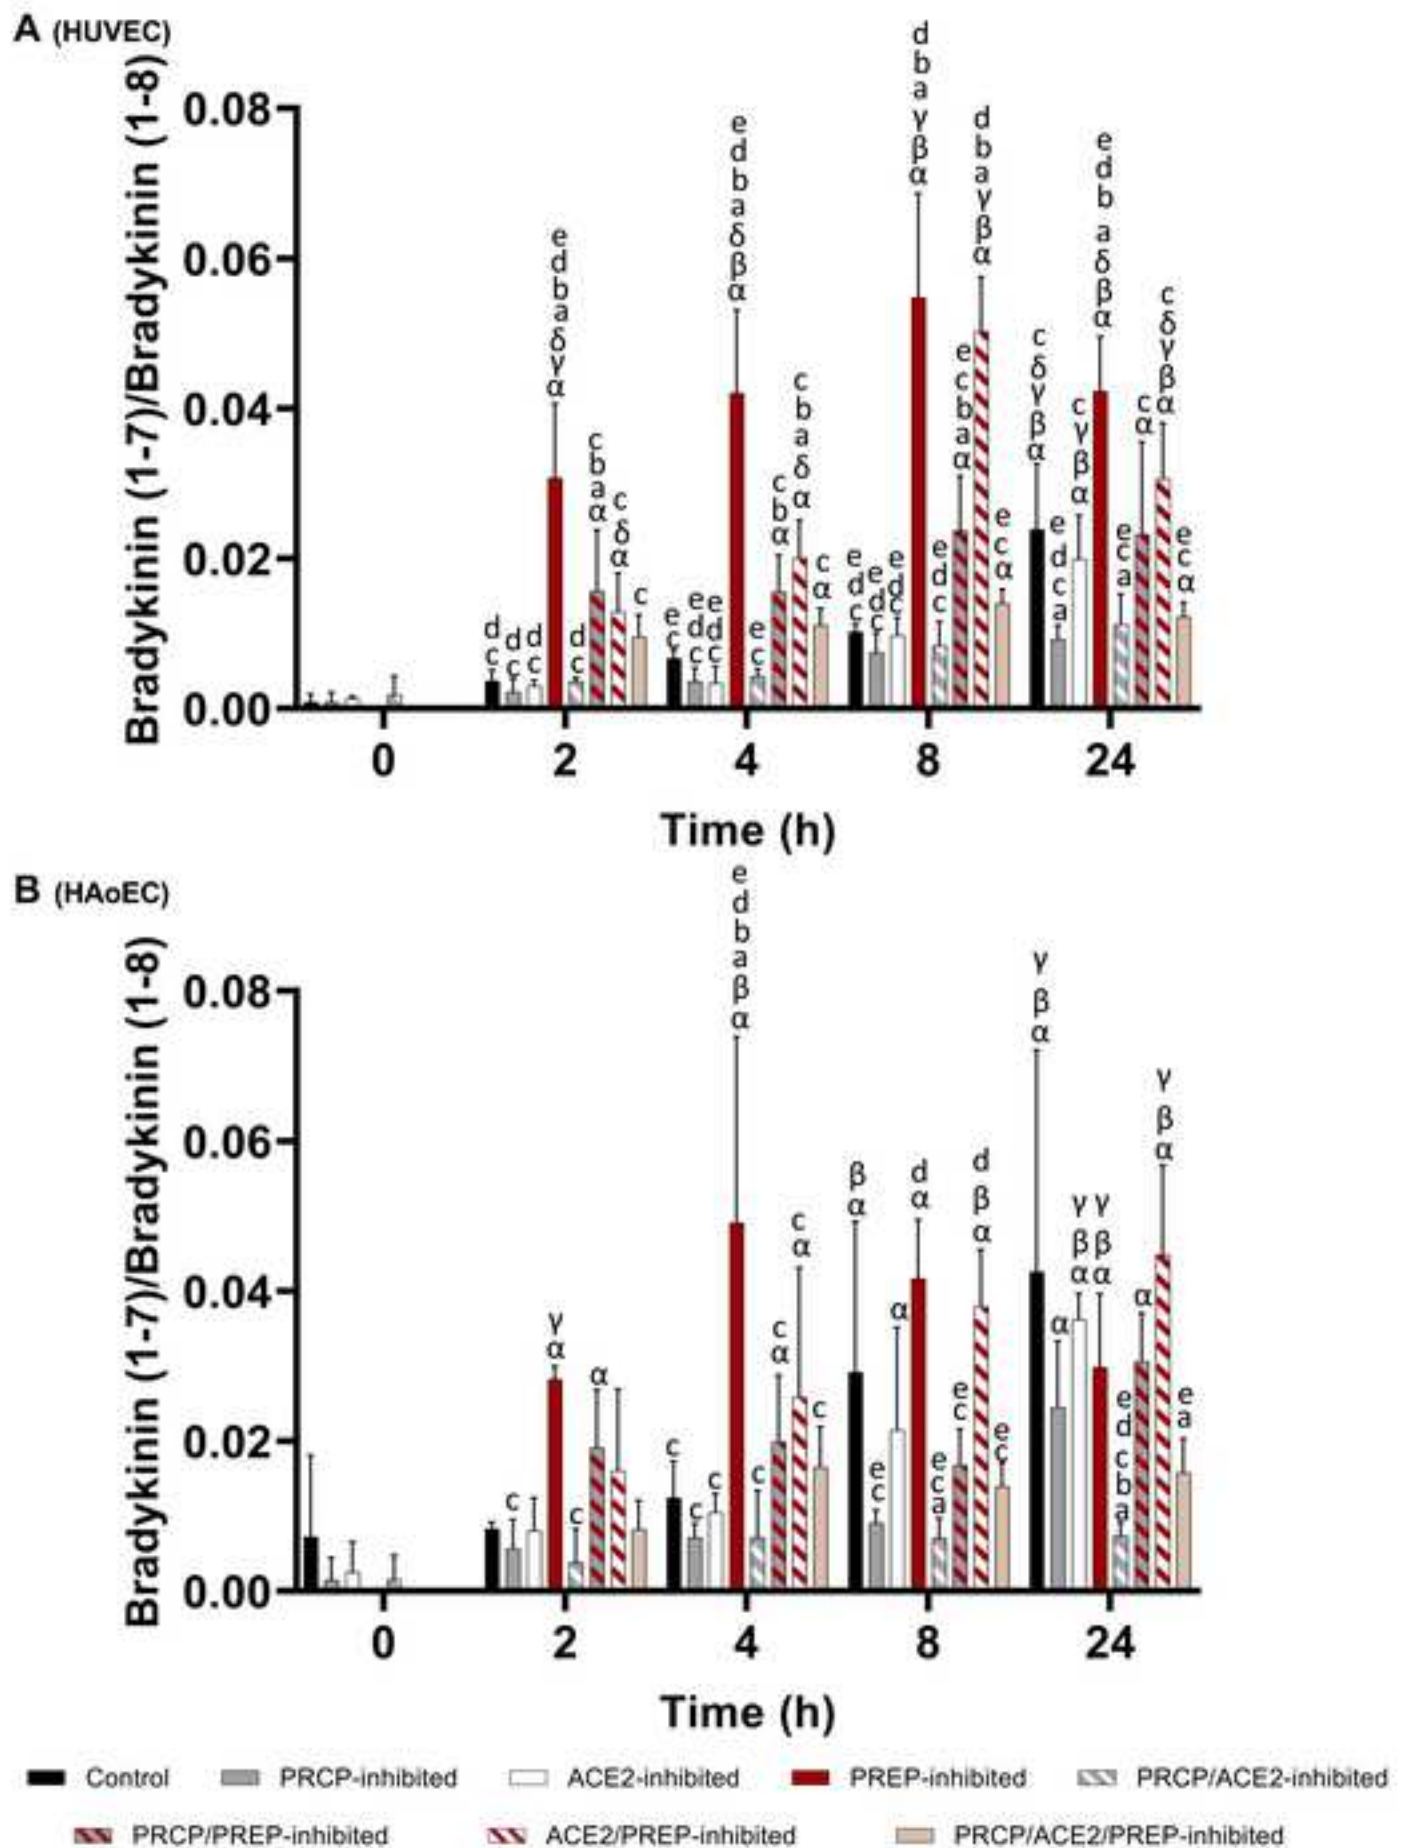 A (HUVEC)
Bradykinin (1-7)/Bradykinin (1-8)
0.08
0.06
0.04
0.02
0.00
d
c
d
c
d
c
e
d
b
a
δ
γ
α
d
c
c
b
a
α
c
δ
α
c
e
c
e
d
c
e
d
c
e
d
b
a
δ
β
α
e
c
c
b
α
c
b
a
δ
α
c
α
e
d
c
e
d
c
e
d
c
d
b
a
γ
β
α
e
d
c
e
c
b
a
α
d
b
a
γ
β
α
e
c
α
c
δ
γ
β
α
e
d
c
a
c
γ
β
α
e
d
b
a
δ
β
α
e
c
a
c
α
c
δ
γ
β
α
e
c
α
0 2 4 8 24
Time (h)
B (HAoEC)
Bradykinin (1-7)/Bradykinin (1-8)
0.08
0.06
0.04
0.02
0.00
c
γ
α
c
α
c
c
c
e
d
b
a
β
α
c
c
α
c
α
c
β
α
e
c
α
d
α
e
c
a
e
c
d
β
α
e
c
γ
β
α
α
γ
β
α
γ
β
α
e
d
c
b
a
α
γ
β
α
e
a
0 2 4 8 24
Time (h)
Control PRCP-inhibited ACE2-inhibited PREP-inhibited PRCP/ACE2-inhibited
PRCP/PREP-inhibited ACE2/PREP-inhibited PRCP/ACE2/PREP-inhibited